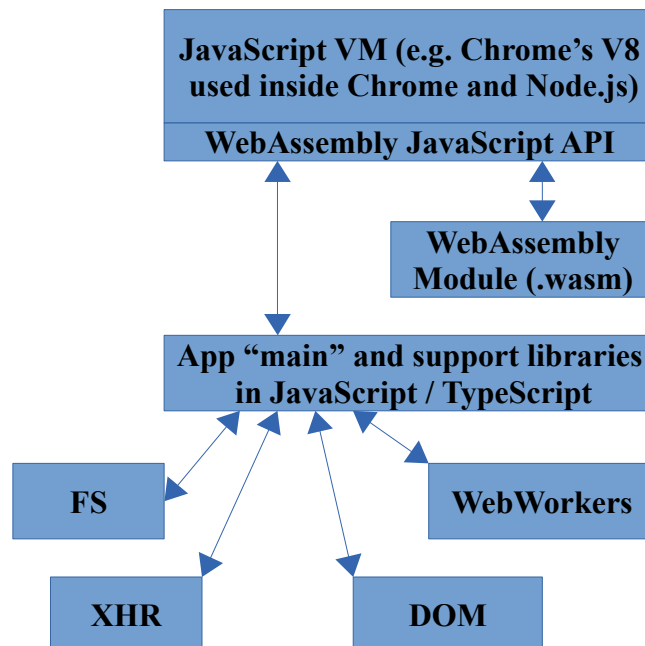 JavaScript VM (e.g. Chrome’s V8
used inside Chrome and Node.js)
WebAssembly JavaScript API
WebAssembly
Module (.wasm)
App “main” and support libraries
in JavaScript / TypeScript
FS
WebWorkers
XHR
DOM